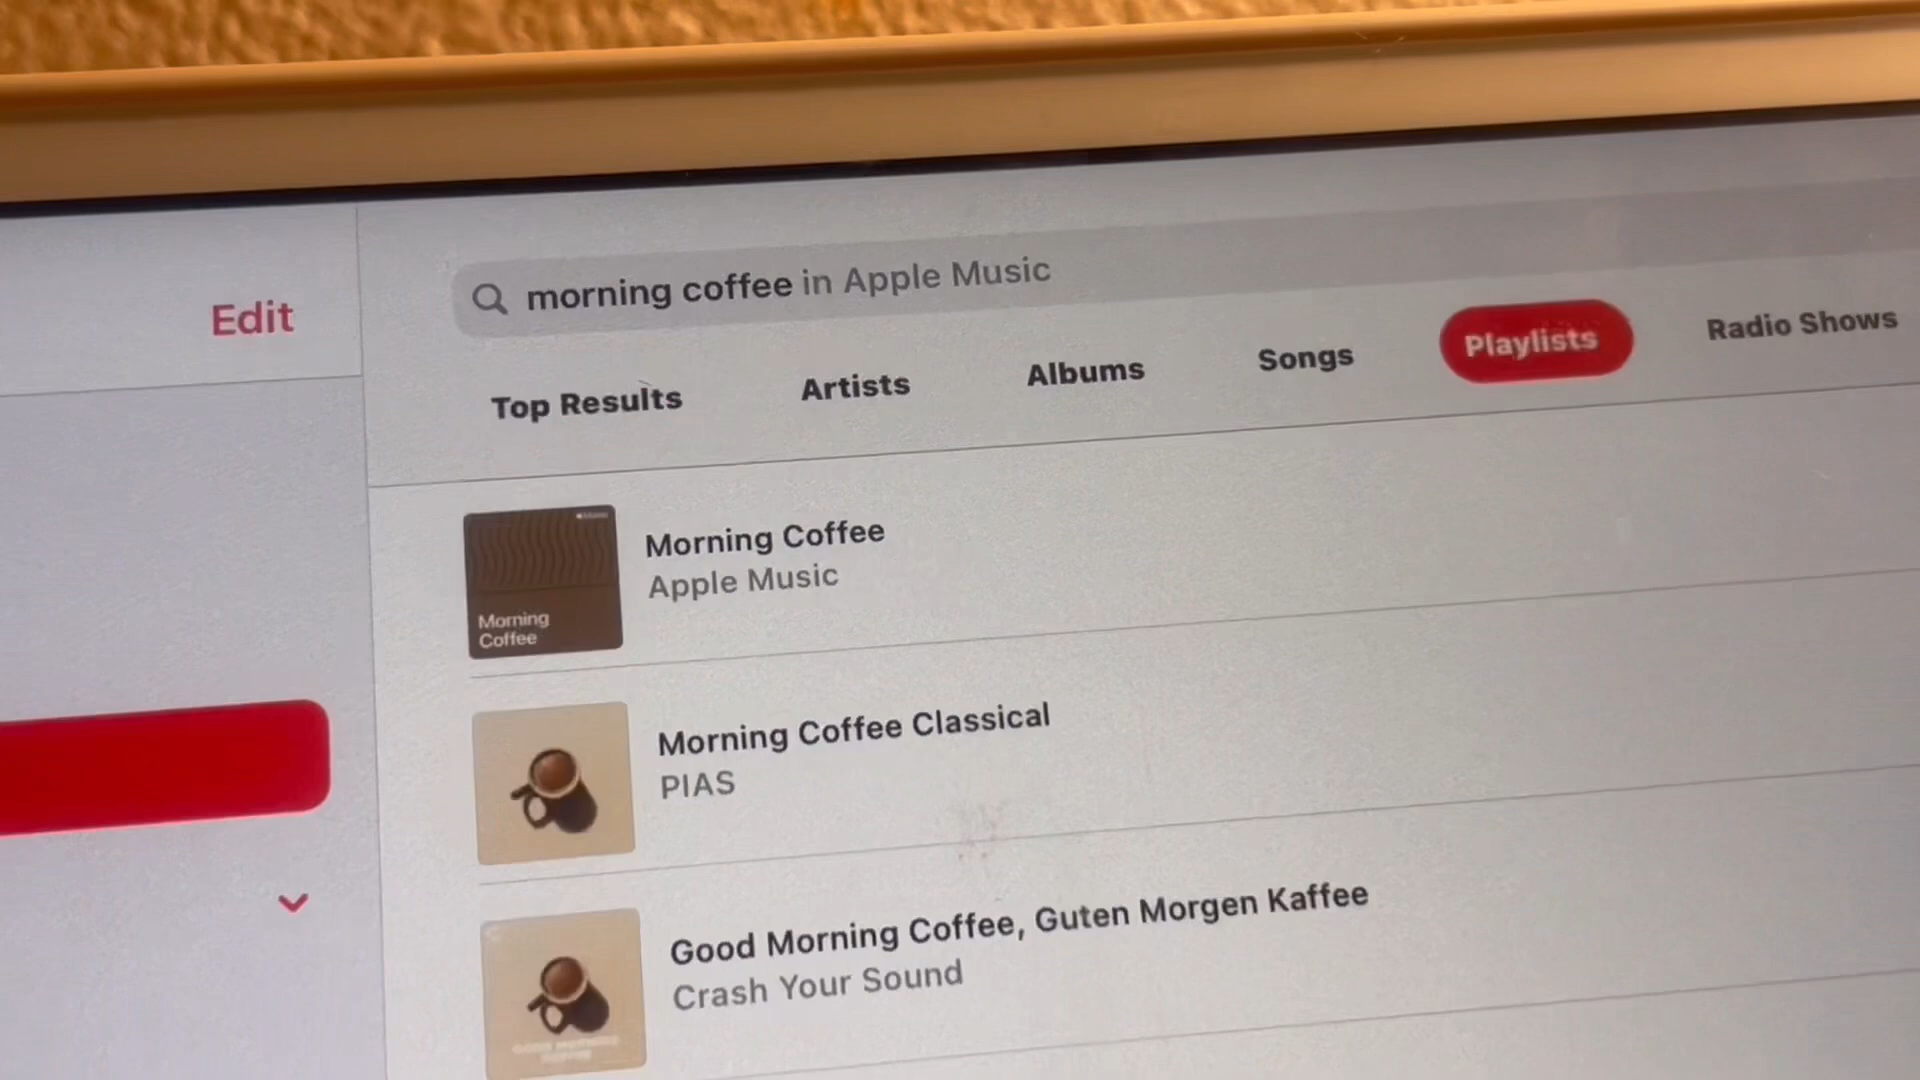 Edit
morning coffee in Apple Music
Top Results
Artists
Albums
Songs
Playlists
Radio Shows
Morning
Coffee
Morning Coffee
Apple Music
Morning Coffee Classical
PIAS
Good Morning Coffee, Guten Morgen Kaffee
Crash Your Sound